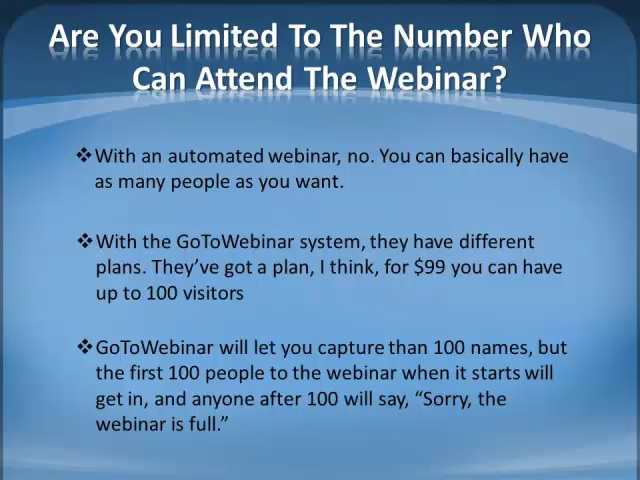 Are You Limited To The Number Who
Can Attend The Webinar?
❖With an automated webinar, no. You can basically have
as many people as you want.
❖With the GoToWebinar system, they have different
plans. They’ve got a plan, I think, for $99 you can have
up to 100 visitors
❖GoToWebinar will let you capture than 100 names, but
the first 100 people to the webinar when it starts will
get in, and anyone after 100 will say, “Sorry, the
webinar is full.”